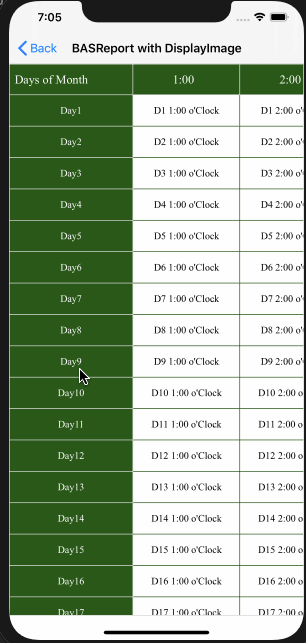 7:05
Back BASReport with DisplayImage
Days of Month 1:00 2:00
Day1 D1 1:00 o'Clock D1 2:00
Day2 D2 1:00 o'Clock D2 2:00
Day3 D3 1:00 o'Clock D3 2:00
Day4 D4 1:00 o'Clock D4 2:00
Day5 D5 1:00 o'Clock D5 2:00
Day6 D6 1:00 o'Clock D6 2:00
Day7 D7 1:00 o'Clock D7 2:00
Day8 D8 1:00 o'Clock D8 2:00
Day9 D9 1:00 o'Clock D9 2:00
Day10 D10 1:00 o'Clock D10 2:00 o
Day11 D11 1:00 o'Clock D11 2:00 o
Day12 D12 1:00 o'Clock D12 2:00 o
Day13 D13 1:00 o'Clock D13 2:00 o
Day14 D14 1:00 o'Clock D14 2:00 o
Day15 D15 1:00 o'Clock D15 2:00 o
Day16 D16 1:00 o'Clock D16 2:00 o
Day17 D17 1:00 o'Clock D17 2:00 o